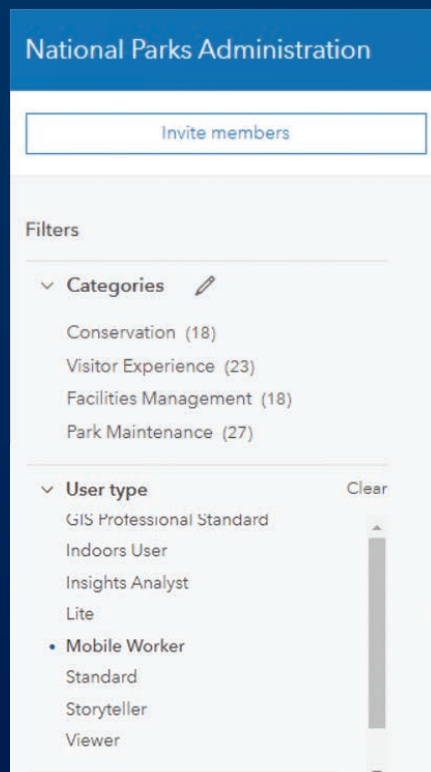 National Parks Administration
Invite members
Filters
Categories
Conservation (18)
Visitor Experience (23)
Facilities Management (18)
Park Maintenance (27)
User type Clear
GIS Professional Standard
Indoors User
Insights Analyst
Lite
• Mobile Worker
Standard
Storyteller
Viewer